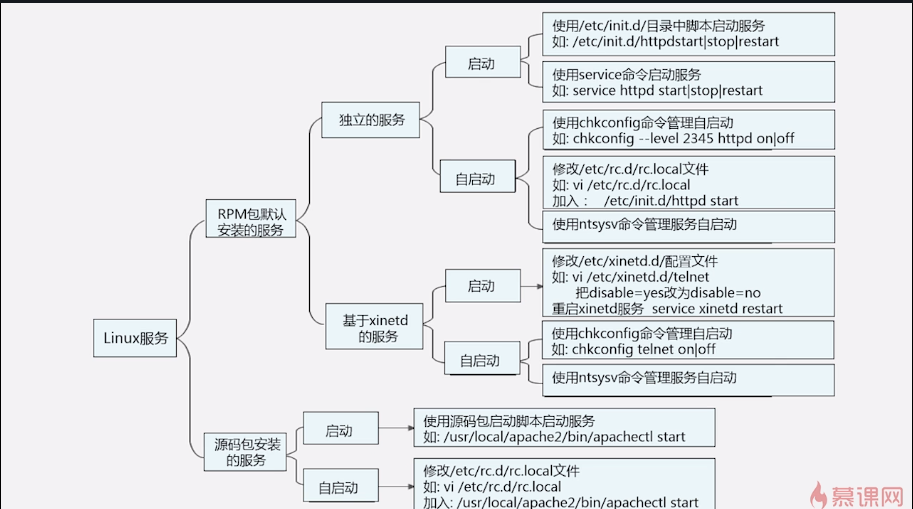 Linux服务
RPM包默认
安装的服务
独立的服务
启动
使用/etc/init.d/目录中脚本启动服务
如: /etc/init.d/httpdstart|stop|restart
使用service命令启动服务
如: service httpd start|stop|restart
自启动
使用chkconfig命令管理自启动
如: chkconfig --level 2345 httpd on|off
修改/etc/rc.d/rc.local文件
如: vi /etc/rc.d/rc.local
加入： /etc/init.d/httpd start
使用ntsysv命令管理服务自启动
基于xinetd
的服务
启动
修改/etc/xinetd.d/配置文件
如: vi /etc/xinetd.d/telnet
把disable=yes改为disable=no
重启xinetd服务 service xinetd restart
自启动
使用chkconfig命令管理自启动
如: chkconfig telnet on|off
使用ntsysv命令管理服务自启动
源码包安装
的服务
启动
使用源码包启动脚本启动服务
如: /usr/local/apache2/bin/apachectl start
自启动
修改/etc/rc.d/rc.local文件
如: vi /etc/rc.d/rc.local
加入: /usr/local/apache2/bin/apachectl start
慕课网